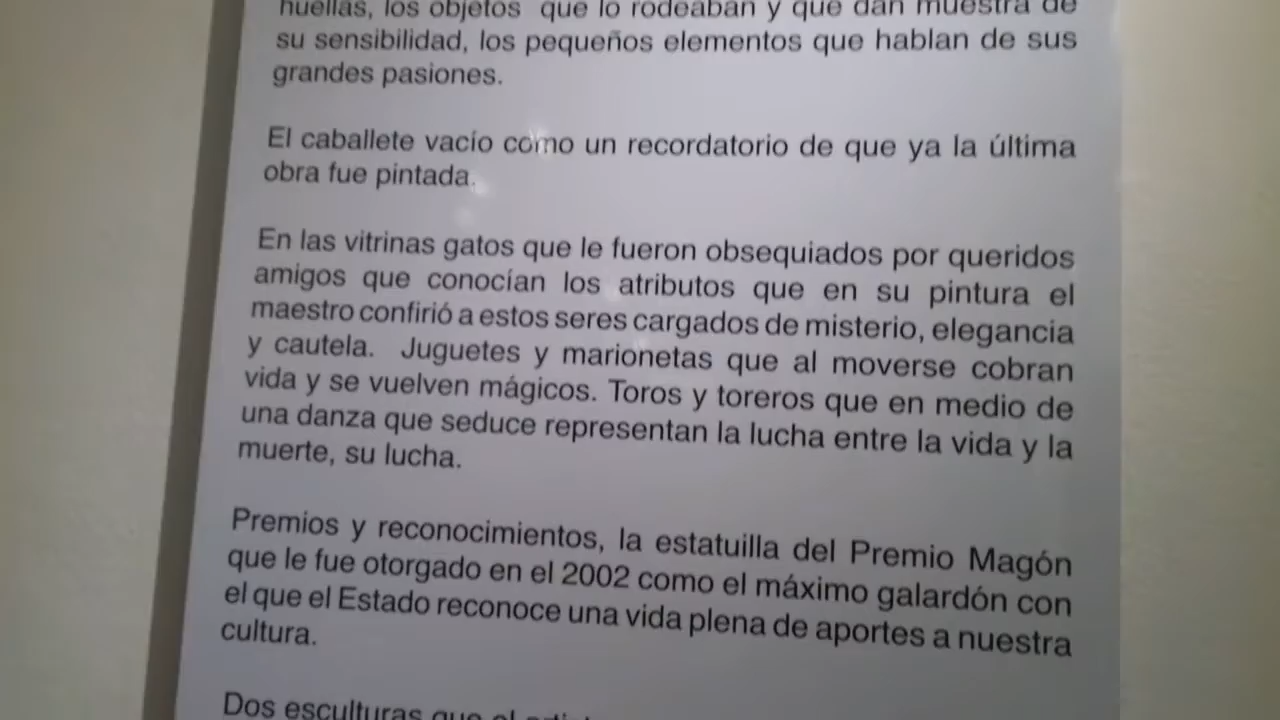 huellas, los objetos que lo rodeaban y que dan muestra de
su sensibilidad, los pequeños elementos que hablan de sus
grandes pasiones.
El caballete vacío como un recordatorio de que ya la última
obra fue pintada.
En las vitrinas gatos que le fueron obsequiados por queridos
amigos que conocían los atributos que en su pintura el
maestro confirió a estos seres cargados de misterio, elegancia
y cautela. Juguetes y marionetas que al moverse cobran
vida y se vuelven mágicos. Toros y toreros que en medio de
una danza que seduce representan la lucha entre la vida y la
muerte, su lucha.
Premios y reconocimientos, la estatuilla del Premio Magón
que le fue otorgado en el 2002 como el máximo galardón con
el que el Estado reconoce una vida plena de aportes a nuestra
cultura.
Dos esculturas que el